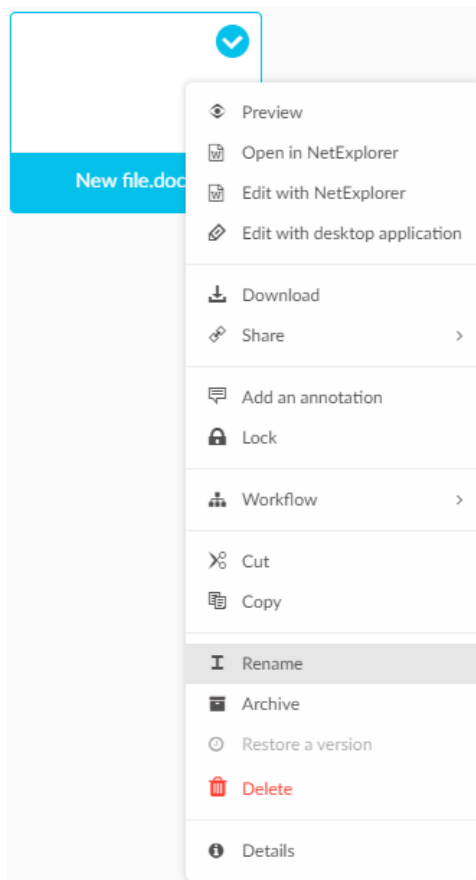 New file.doc
Preview
Open in NetExplorer
Edit with NetExplorer
Edit with desktop application
Download
Share
Add an annotation
Lock
Workflow
Cut
Copy
Rename
Archive
Restore a version
Delete
Details